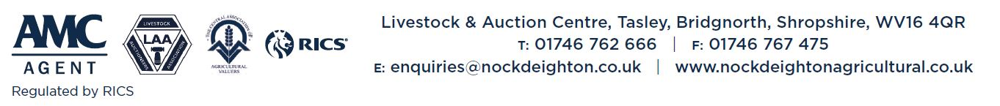 AMC
AGENT
LIVESTOCK
LAA
AUCTIONEERS
ASSOCIATION
THE CENTRAL ASSOCIATION OF
AGRICULTURAL
VALUERS
RICS
Regulated by RICS
Livestock & Auction Centre, Tasley, Bridgnorth, Shropshire, WV16 4QR
T: 01746 762 666 | F: 01746 767 475
E: enquiries@nockdeighton.co.uk | www.nockdeightonagricultural.co.uk